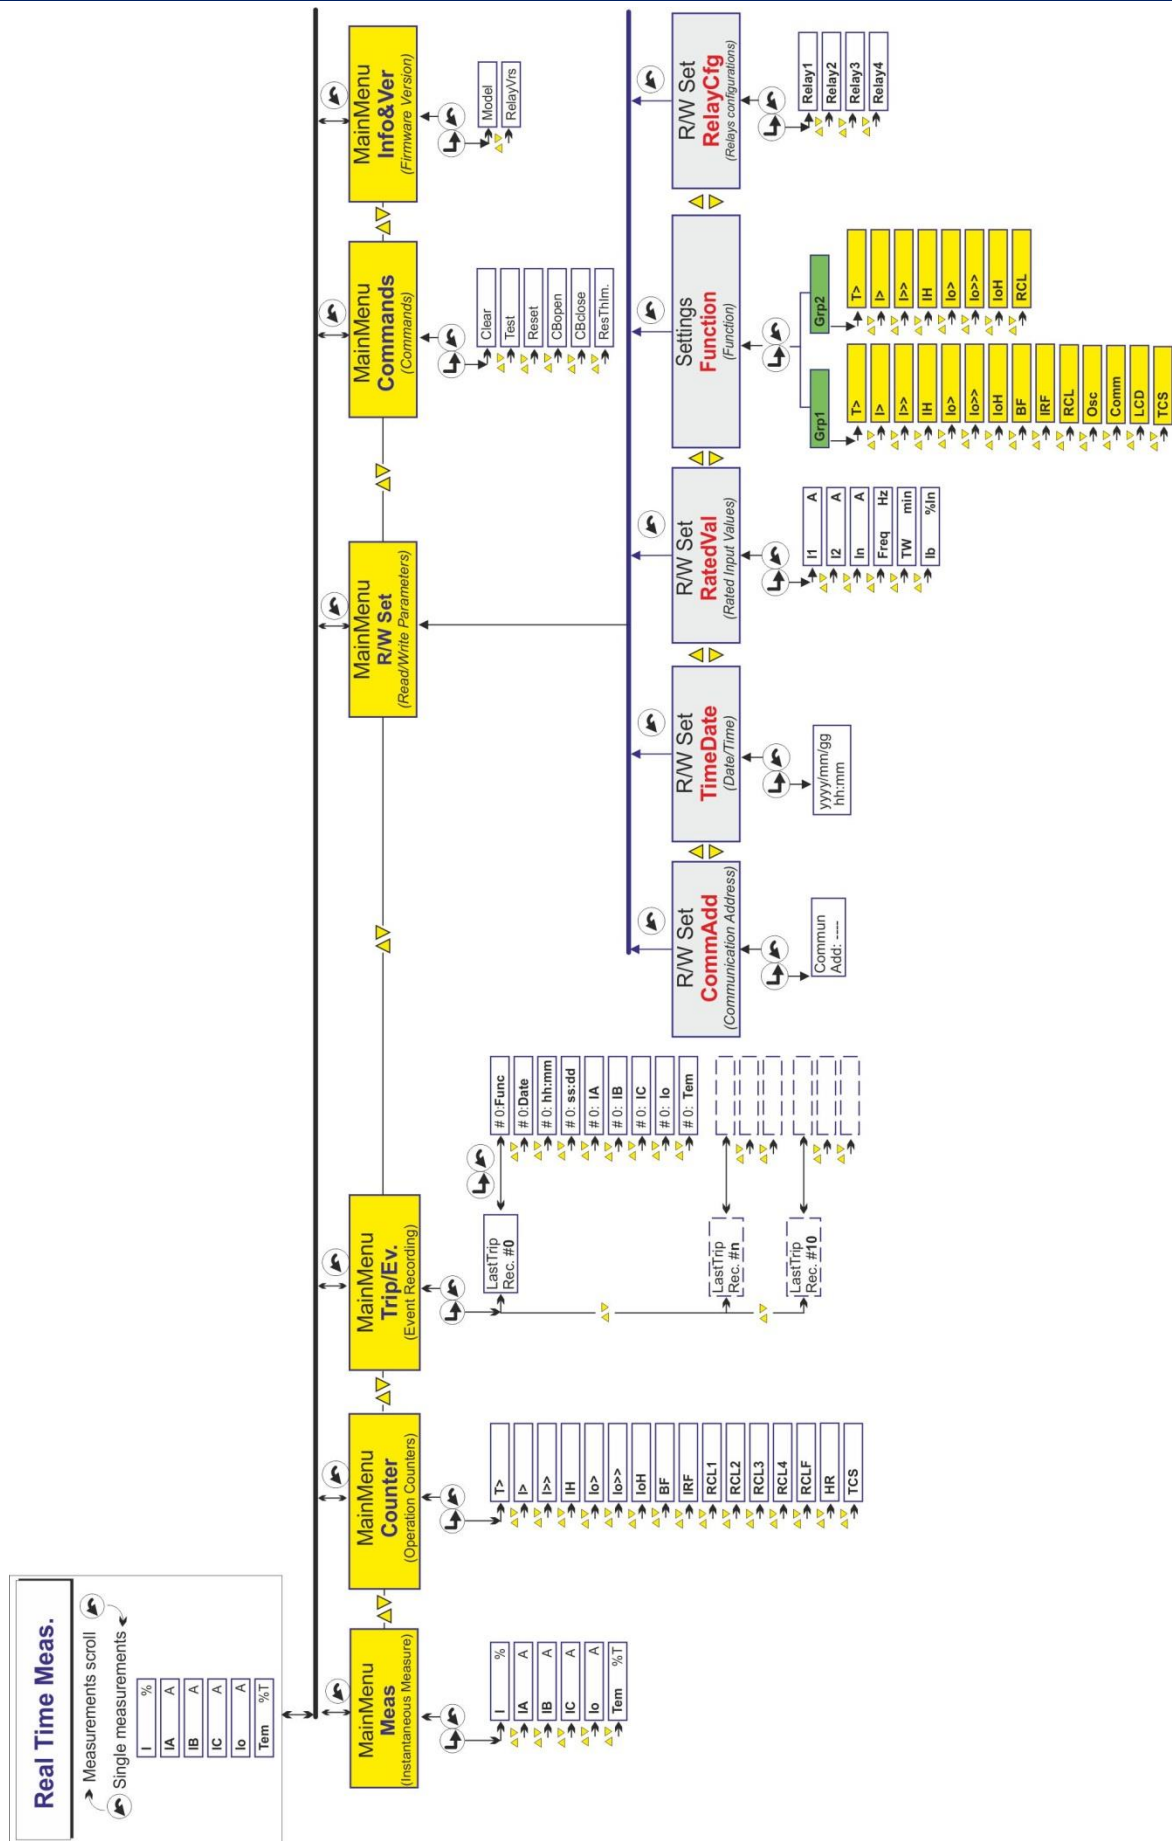 Real Time Meas.
Measurements scroll
Single measurements
I %
IA A
IB A
IC A
Io A
Tem %T
MainMenu
Meas
(Instantaneous Measure)
I %
IA A
IB A
IC A
Io A
Tem %T
MainMenu
Counter
(Operation Counters)
T>
I>
I>>
IH
Io>
Io>>
IoH
BF
IRF
RCL1
RCL2
RCL3
RCL4
RCLF
HR
TCS
MainMenu
Trip/Ev.
(Event Recording)
LastTrip
Rec. #0
# 0:Func
# 0:Date
# 0: hh:mm
# 0: ss:dd
# 0: IA
# 0: IB
# 0: IC
# 0: Io
# 0: Tem
LastTrip
Rec. #n
LastTrip
Rec. #10
MainMenu
R/W Set
(Read/Write Parameters)
MainMenu
Commands
(Commands)
Clear
Test
Reset
CBopen
CBclose
ResThIm.
MainMenu
Info&Ver
(Firmware Version)
Model
RelayVrs
R/W Set
CommAdd
(Communication Address)
Commun
Add: ----
R/W Set
TimeDate
(Date/Time)
yyyy/mm/gg
hh:mm
R/W Set
RatedVal
(Rated Input Values)
I1 A
I2 A
In A
Freq Hz
TW min
Ib %In
Settings
Function
(Function)
Grp1
T>
I>
I>>
IH
Io>
Io>>
IoH
BF
IRF
RCL
Osc
Comm
LCD
TCS
Grp2
T>
I>
I>>
IH
Io>
Io>>
IoH
RCL
R/W Set
RelayCfg
(Relays configurations)
Relay1
Relay2
Relay3
Relay4